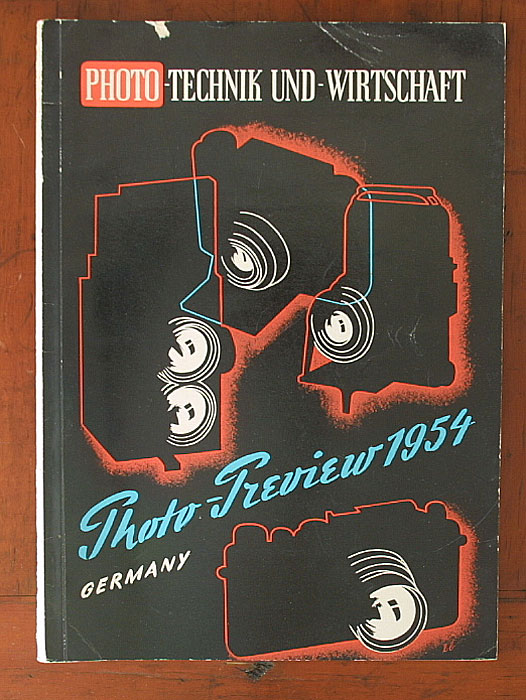 PHOTO-TECHNIK UND-WIRTSCHAFT
Photo-Preview 1954
GERMANY